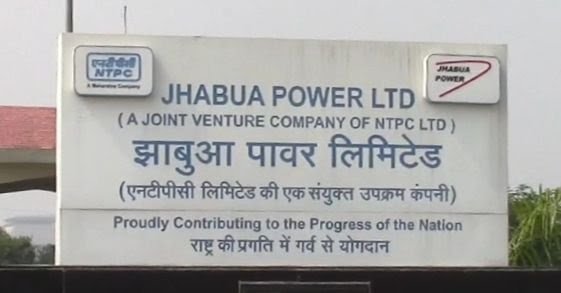 एनटीपीसी
NTPC
A Maharatna Company
JHABUA
POWER
JHABUA POWER LTD
( A JOINT VENTURE COMPANY OF NTPC LTD )
झाबुआ पावर लिमिटेड
(एनटीपीसी लिमिटेड की एक संयुक्त उपक्रम कंपनी)
Proudly Contributing to the Progress of the Nation
राष्ट्र की प्रगति में गर्व से योगदान